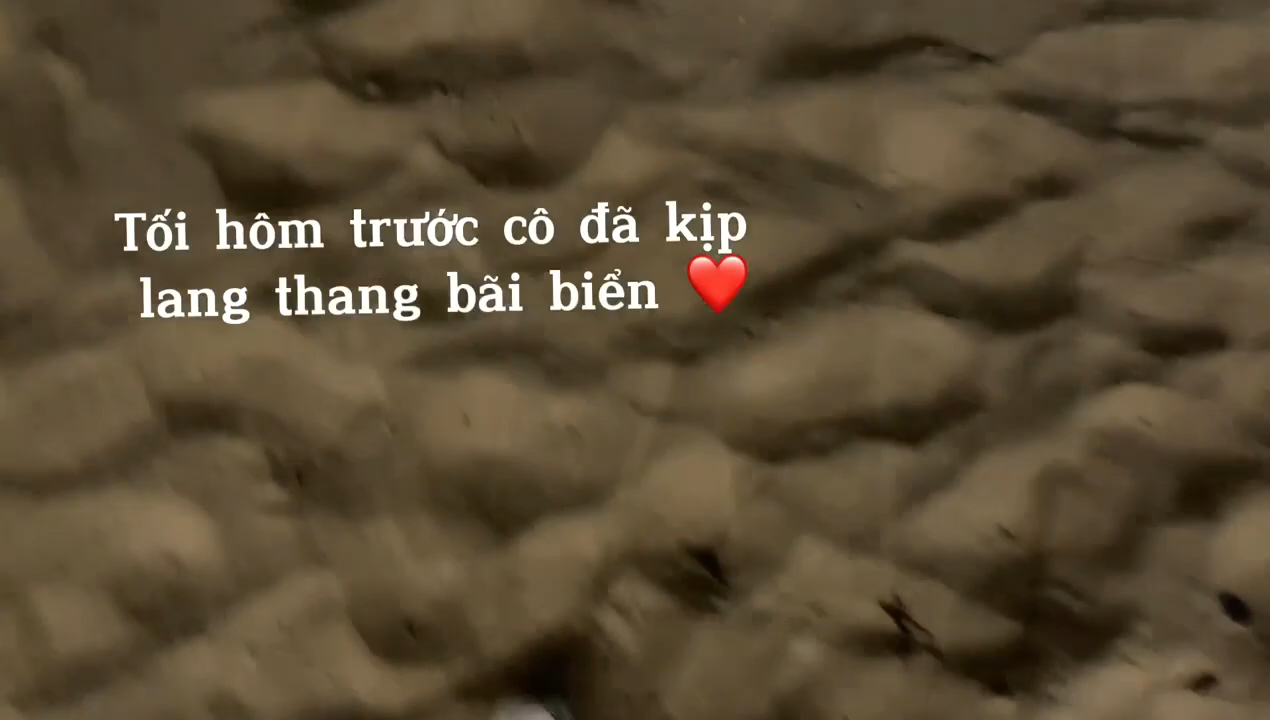 Tối hôm trước cô đã kịp
lang thang bãi biển ❤️